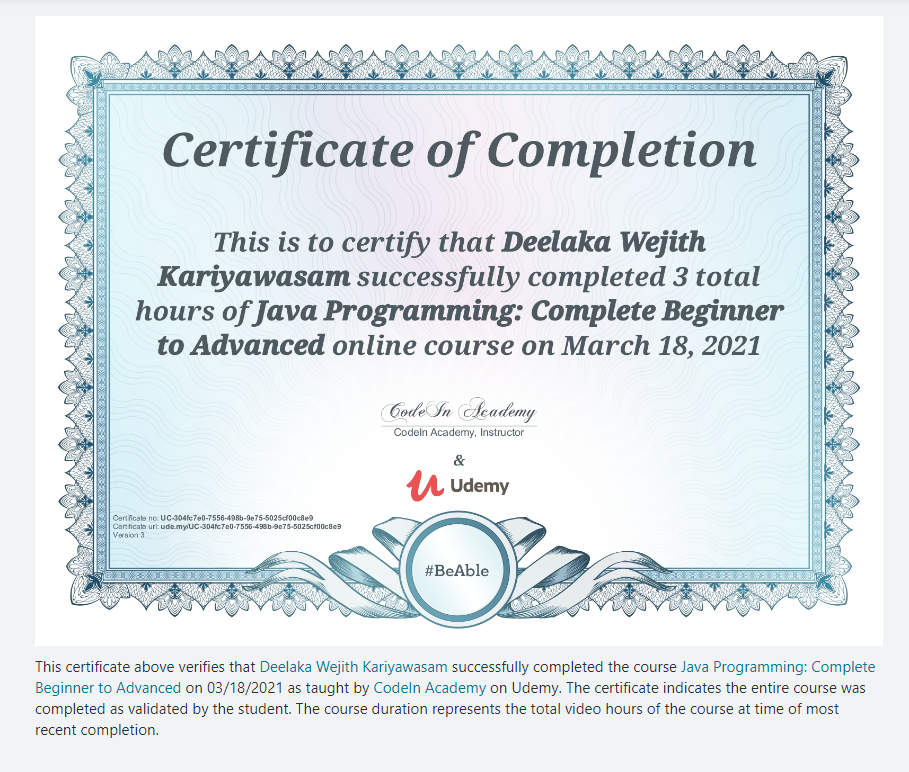 Certificate of Completion
This is to certify that Deelaka Wejith
Kariyawasam successfully completed 3 total
hours of Java Programming: Complete Beginner
to Advanced online course on March 18, 2021
CodeIn Academy
CodeIn Academy, Instructor
&
Udemy
Certificate no: UC-304fc7e0-7556-498b-9e75-5025cf00c8e9
Certificate url: ude.my/UC-304fc7e0-7556-498b-9e75-5025cf00c8e9
Version 3
#BeAble
This certificate above verifies that Deelaka Wejith Kariyawasam successfully completed the course Java Programming: Complete
Beginner to Advanced on 03/18/2021 as taught by CodeIn Academy on Udemy. The certificate indicates the entire course was
completed as validated by the student. The course duration represents the total video hours of the course at time of most
recent completion.